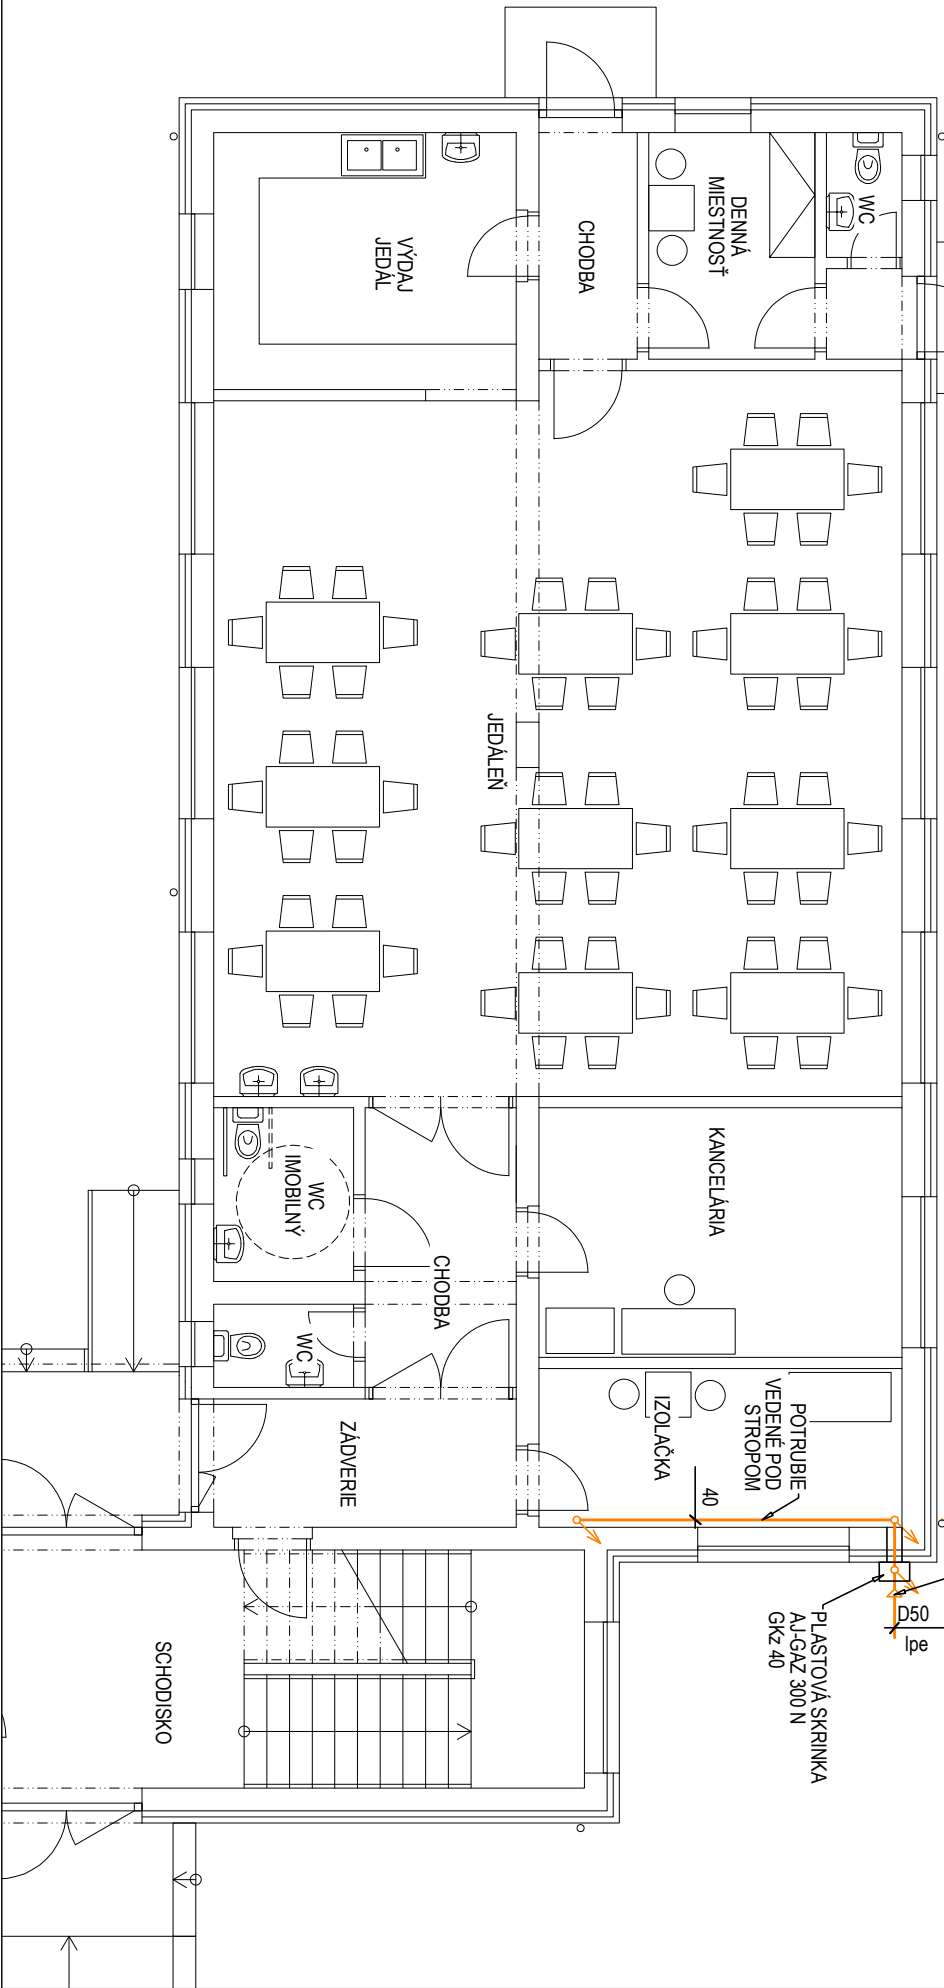 WC
DENNÁ
MIESTNOSŤ
CHODBA
VÝDAJ
JEDÁL
JEDÁLEŇ
KANCELÁRIA
WC
IMOBILNÝ
CHODBA
WC
ZÁDVERIE
IZOLAČKA
POTRUBIE
VEDENÉ POD
STROPOM
40
D50
Ipe
PLASTOVÁ SKRINKA
AJ-GAZ 300 N
GKz 40
SCHODISKO